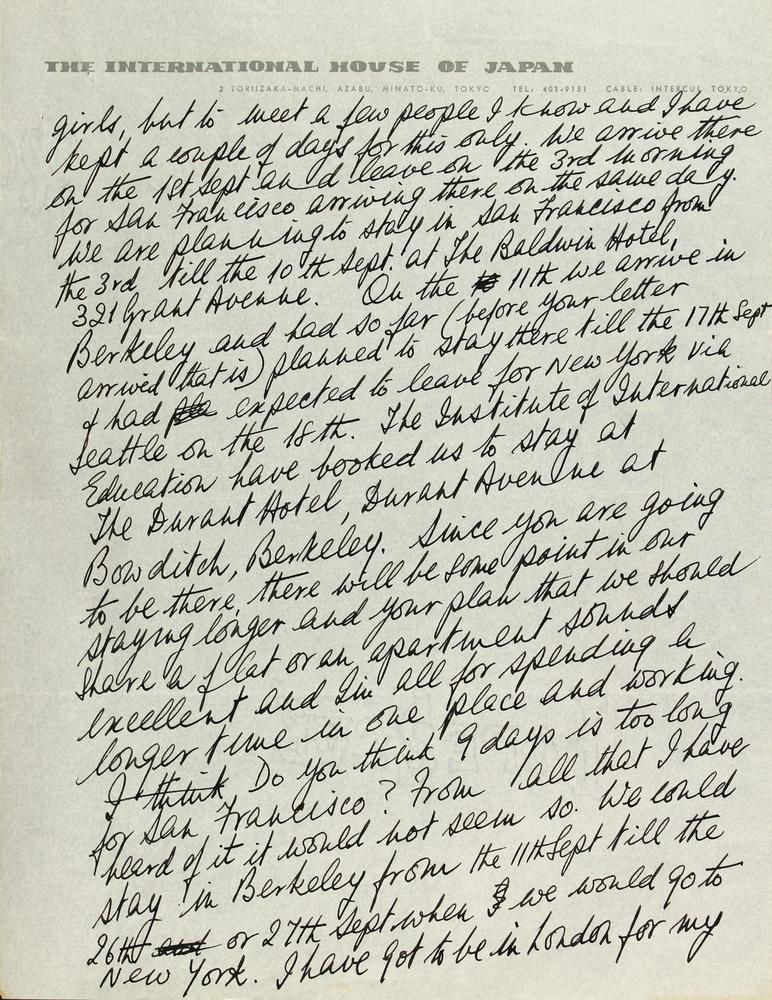 THE INTERNATIONAL HOUSE OF JAPAN
2 TORIIZAKA-MACHI, AZABU, MINATO-KU, TOKYO TEL: 401-9151 CABLE: INTERCUL TOKYO
girls, but to meet a few people I know and I have
kept a couple of days for this only. We arrive there
on the 1st Sept and leave on the 3rd morning
for San Francisco arriving there on the same day.
We are planning to stay in San Francisco from
the 3rd till the 10th Sept. at The Baldwin Hotel,
321 Grant Avenue. On the 11th we arrive in
Berkeley and had so far (before your letter
arrived that is) planned to stay there till the 17th Sept
& had expected to leave for New York via
Seattle on the 18th. The Institute of International
Education have booked us to stay at
The Durant Hotel, Durant Avenue at
Bowditch, Berkeley. Since you are going
to be there, there will be some point in our
staying longer and your plan that we should
share a flat or an apartment sounds
excellent and I'm all for spending a
longer time in one place and working.
I think, Do you think 9 days is too long
for San Francisco? From all that I have
heard of it it would not seem so. We could
stay in Berkeley from the 11th Sept till the
26th and or 27th Sept when we would go to
New York. I have got to be in London for my